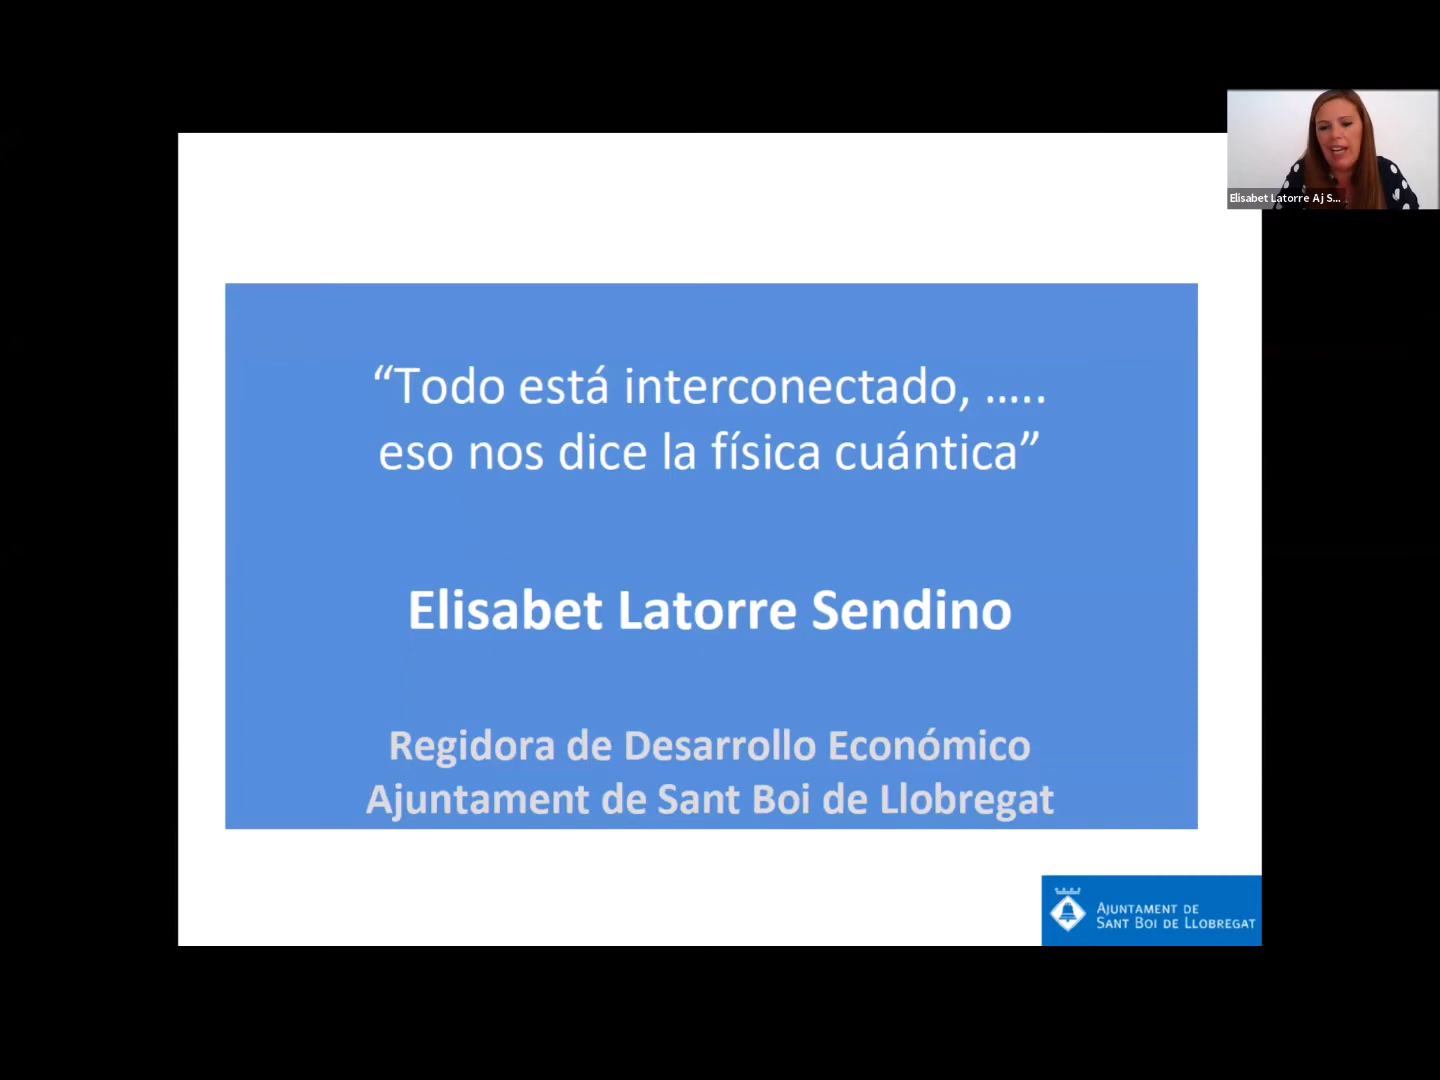 Elisabet Latorre Aj S...
“Todo está interconectado, .....
eso nos dice la física cuántica”
Elisabet Latorre Sendino
Regidora de Desarrollo Económico
Ajuntament de Sant Boi de Llobregat
AJUNTAMENT DE
SANT BOI DE LLOBREGAT